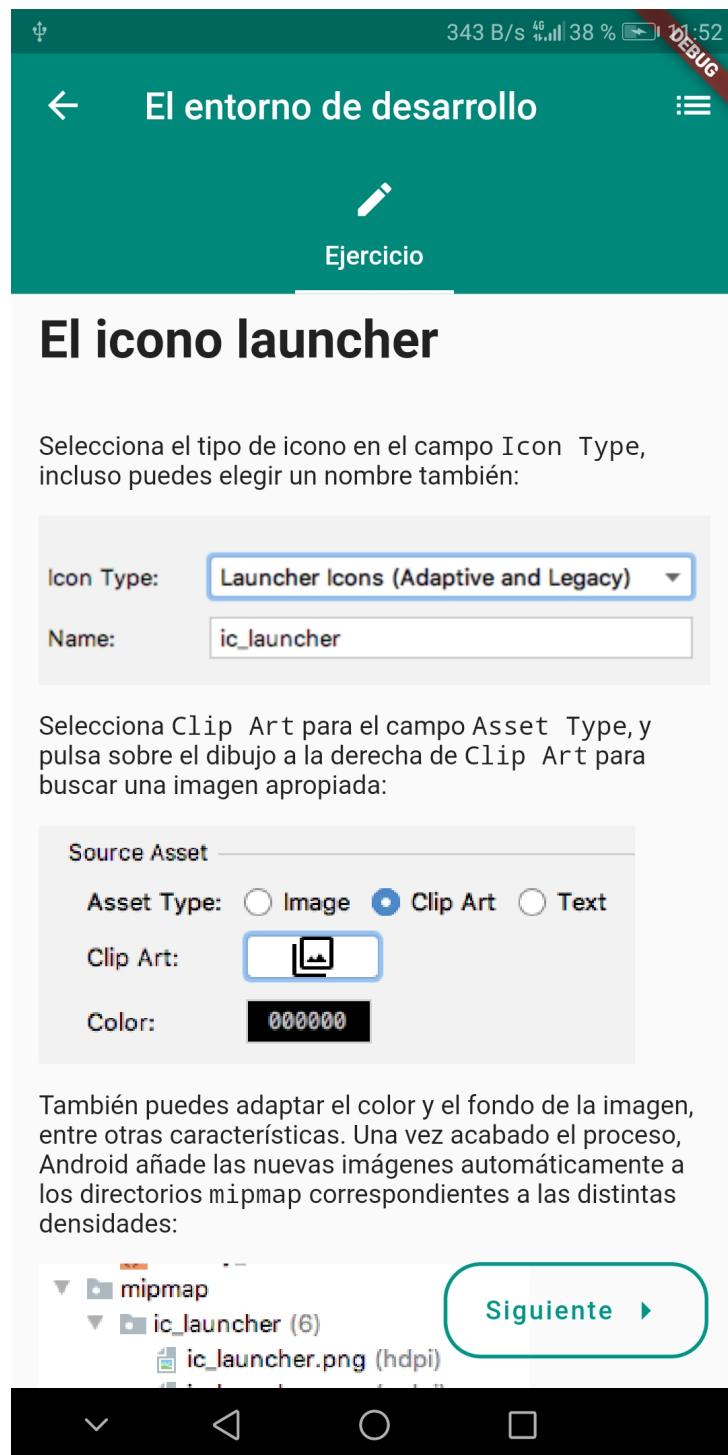 343 B/s 4G 38 % 11:52
DEBUG
El entorno de desarrollo
Ejercicio
El icono launcher
Selecciona el tipo de icono en el campo Icon Type,
incluso puedes elegir un nombre también:
Icon Type: Launcher Icons (Adaptive and Legacy)
Name: ic_launcher
Selecciona Clip Art para el campo Asset Type, y
pulsa sobre el dibujo a la derecha de Clip Art para
buscar una imagen apropiada:
Source Asset
Asset Type: Image Clip Art Text
Clip Art:
Color: 000000
También puedes adaptar el color y el fondo de la imagen,
entre otras características. Una vez acabado el proceso,
Android añade las nuevas imágenes automáticamente a
los directorios mipmap correspondientes a las distintas
densidades:
mipmap
Siguiente
ic_launcher (6)
ic_launcher.png (hdpi)